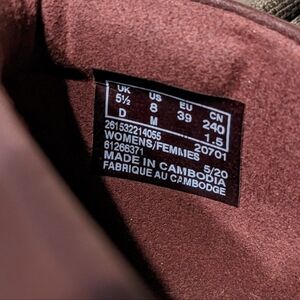 UK US EU CN
5½ 8 39 240
D M 1.5
261532214055 20701
WOMENS/FEMMES
61266371 5/20
MADE IN CAMBODIA
FABRIQUE AU CAMBODGE